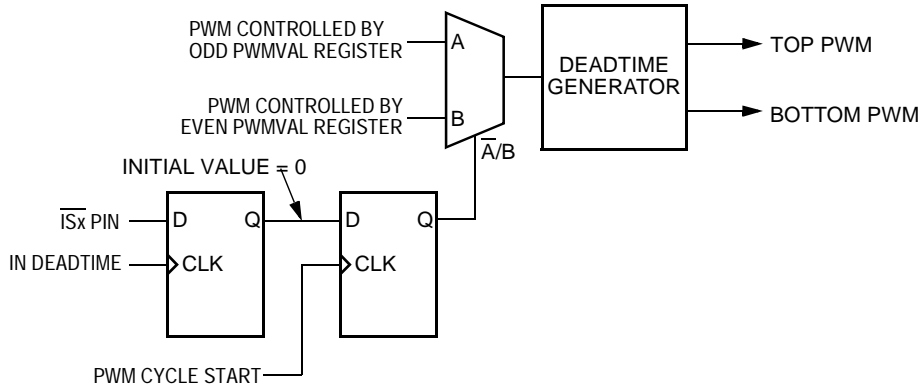 PWM CONTROLLED BY
ODD PWMVAL REGISTER
A
DEADTIME
GENERATOR
TOP PWM
PWM CONTROLLED BY
EVEN PWMVAL REGISTER
B
BOTTOM PWM
A̅/B
INITIAL VALUE = 0
I̅S̅x̅ PIN
D
Q
D
Q
IN DEADTIME
CLK
CLK
PWM CYCLE START